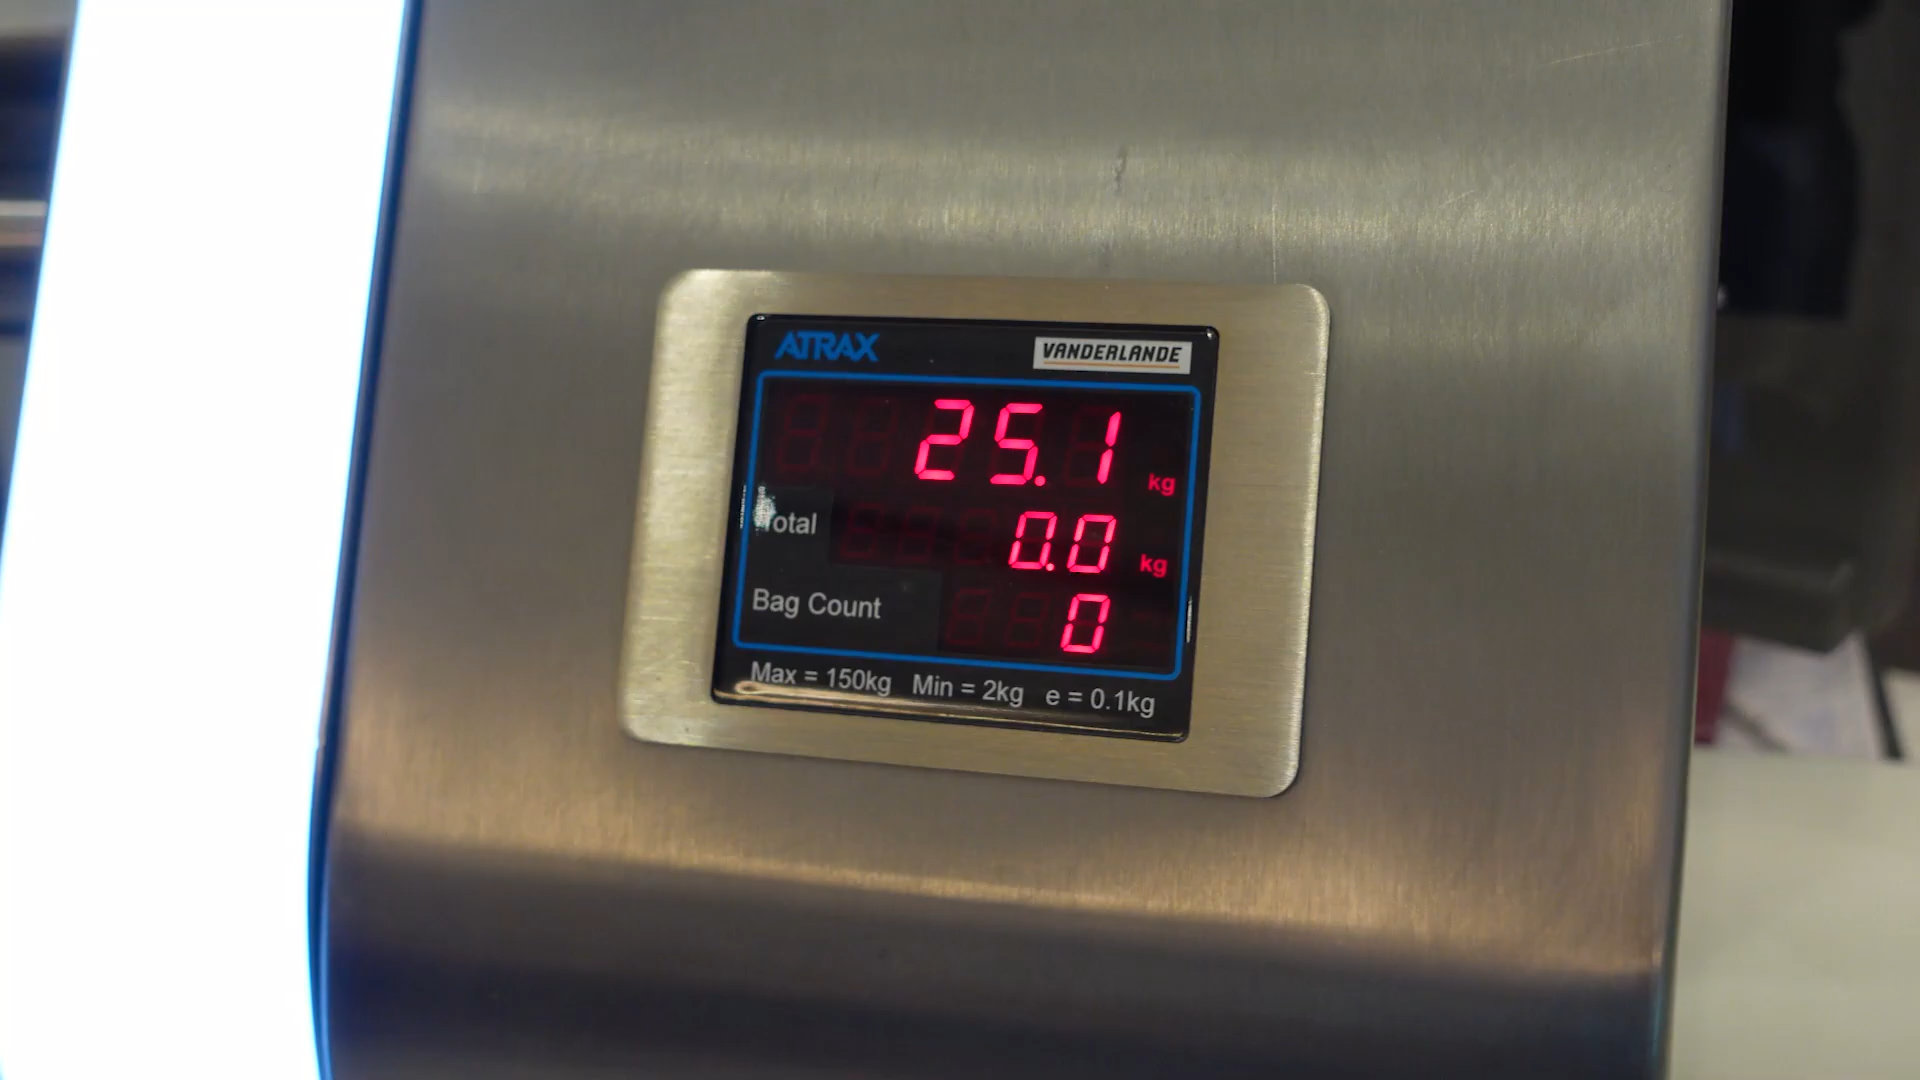 ATRAX VANDERLANDE
25.1 kg
Total 0.0 kg
Bag Count 0
Max = 150kg Min = 2kg e = 0.1kg